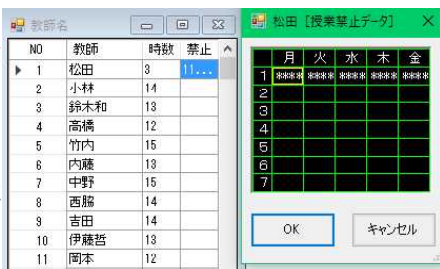 教師名
NO 教師 時数 禁止
1 松田 3 11...
2 小林 14
3 鈴木和 13
4 高橋 12
5 竹内 15
6 内藤 13
7 中野 15
8 西脇 14
9 吉田 14
10 伊藤哲 13
11 岡本 12
松田 [授業禁止データ]
月 火 水 木 金
1 **** **** **** **** ****
2
3
4
5
6
7
OK キャンセル